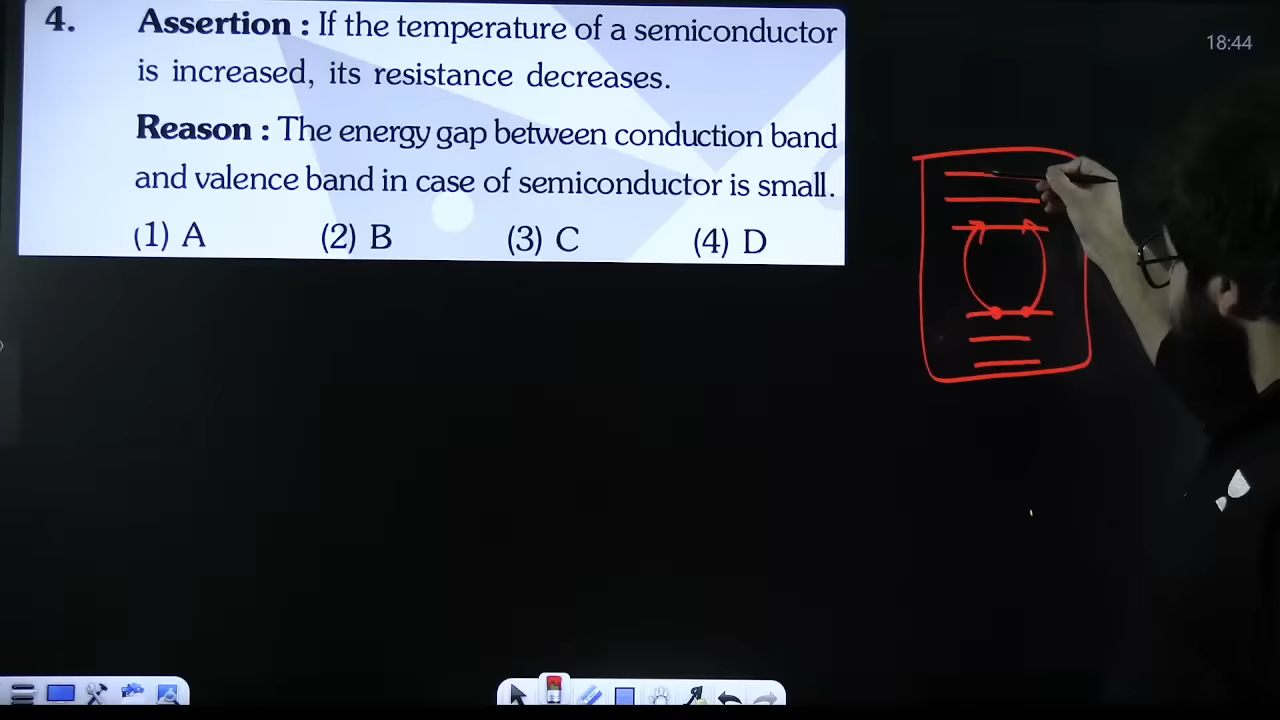 4. Assertion : If the temperature of a semiconductor
is increased, its resistance decreases.
Reason : The energy gap between conduction band
and valence band in case of semiconductor is small.
(1) A (2) B (3) C (4) D
18:44